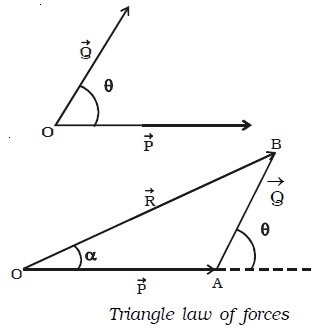 Q⃗
θ
O
P⃗
B
R⃗
Q⃗
θ
α
O
P⃗
A
Triangle law of forces